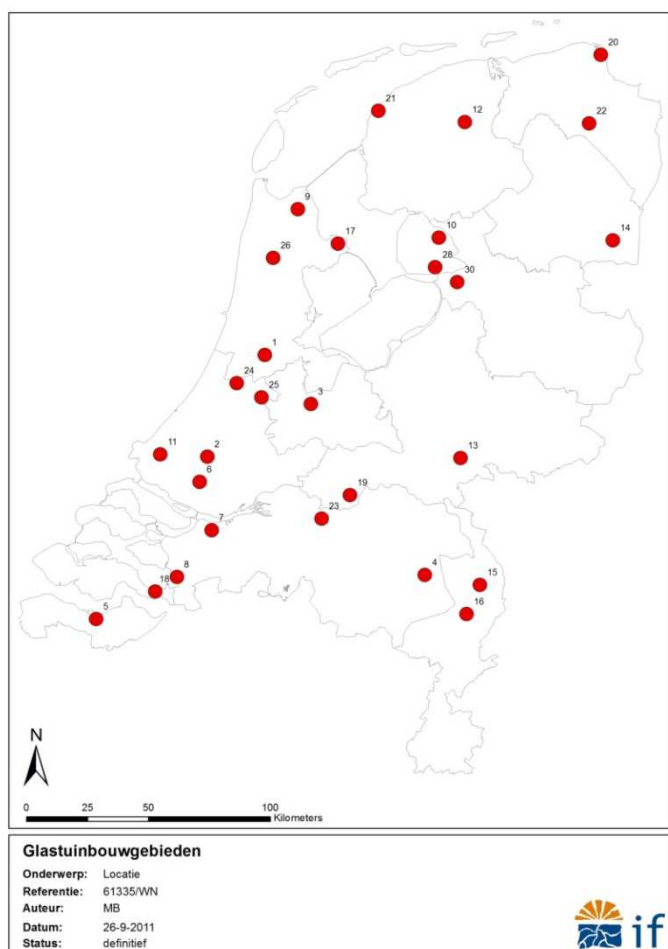 20
21
12
22
9
10
14
17
26
28
30
1
24
25
3
11
2
13
6
19
23
7
8
4
15
18
16
5
N
0 25 50 100
Kilometers
Glastuinbouwgebieden
Onderwerp: Locatie
Referentie: 61335/WN
Auteur: MB
Datum: 26-9-2011
Status: definitief
if